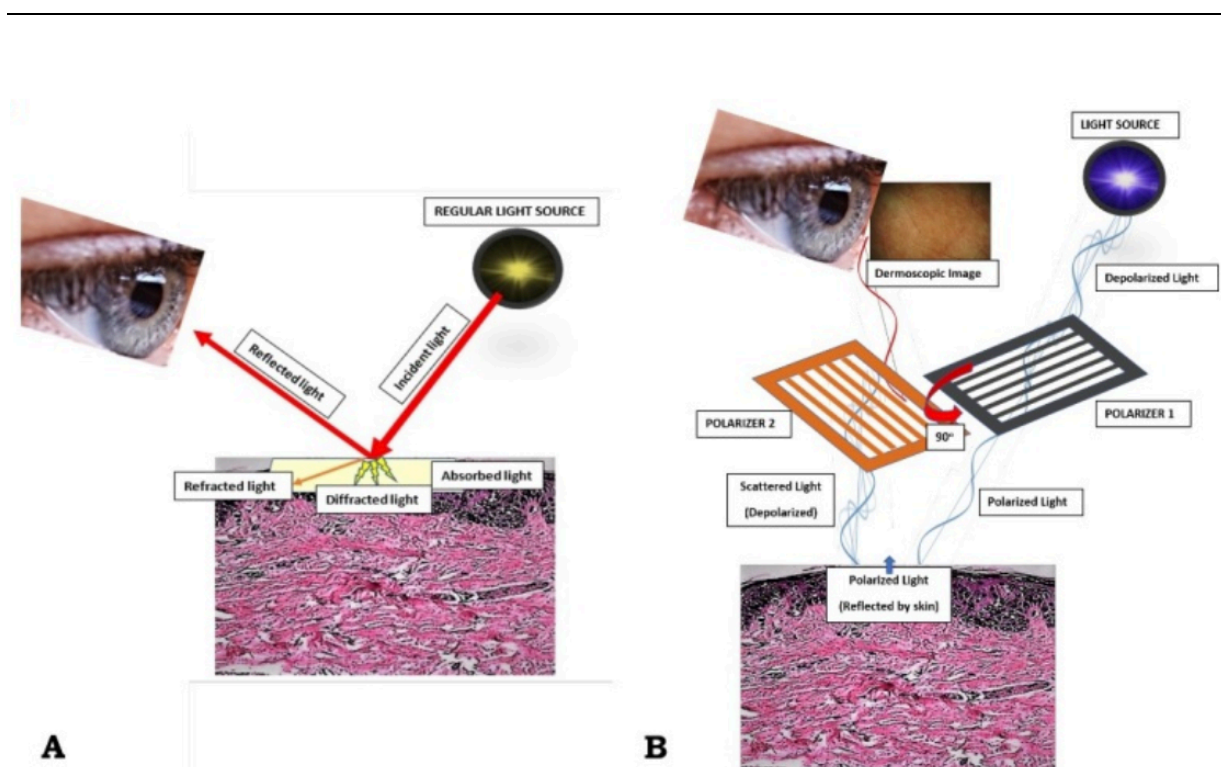 REGULAR LIGHT SOURCE
Incident light
Reflected light
Refracted light
Absorbed light
Diffracted light
A
LIGHT SOURCE
Dermoscopic Image
Depolarized Light
POLARIZER 2
90°
POLARIZER 1
Scattered Light
(Depolarized)
Polarized Light
Polarized Light
(Reflected by skin)
B